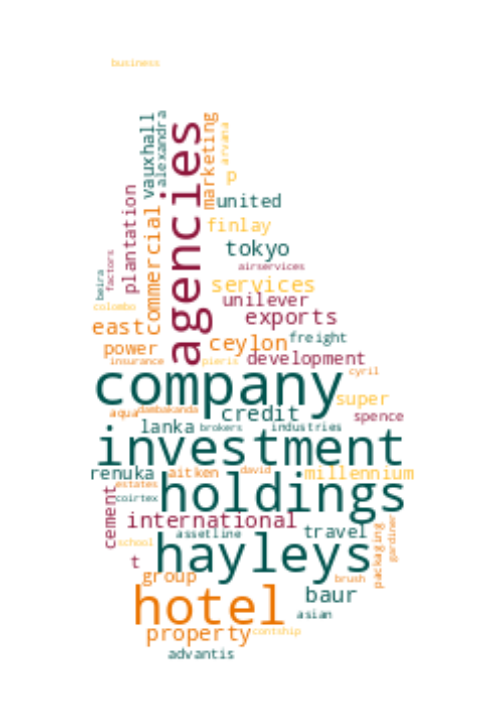 business
agencies
vauxhall
alexandra
marketing
arvana
p
united
plantation
commercial
finlay
tokyo
factors
beira
airservices
services
unilever
colombo
exports
east
freight
ceylon
power
development
insurance
pieris
cyril
company
super
aqua
dambakanda
credit
spence
lanka
brokers
industries
investment
renuka
aitken
david
millennium
estates
holdings
coirtex
cement
international
travel
packaging
gardiner
assetline
school
hayleys
t
group
brush
hotel
baur
asian
property
contship
advantis